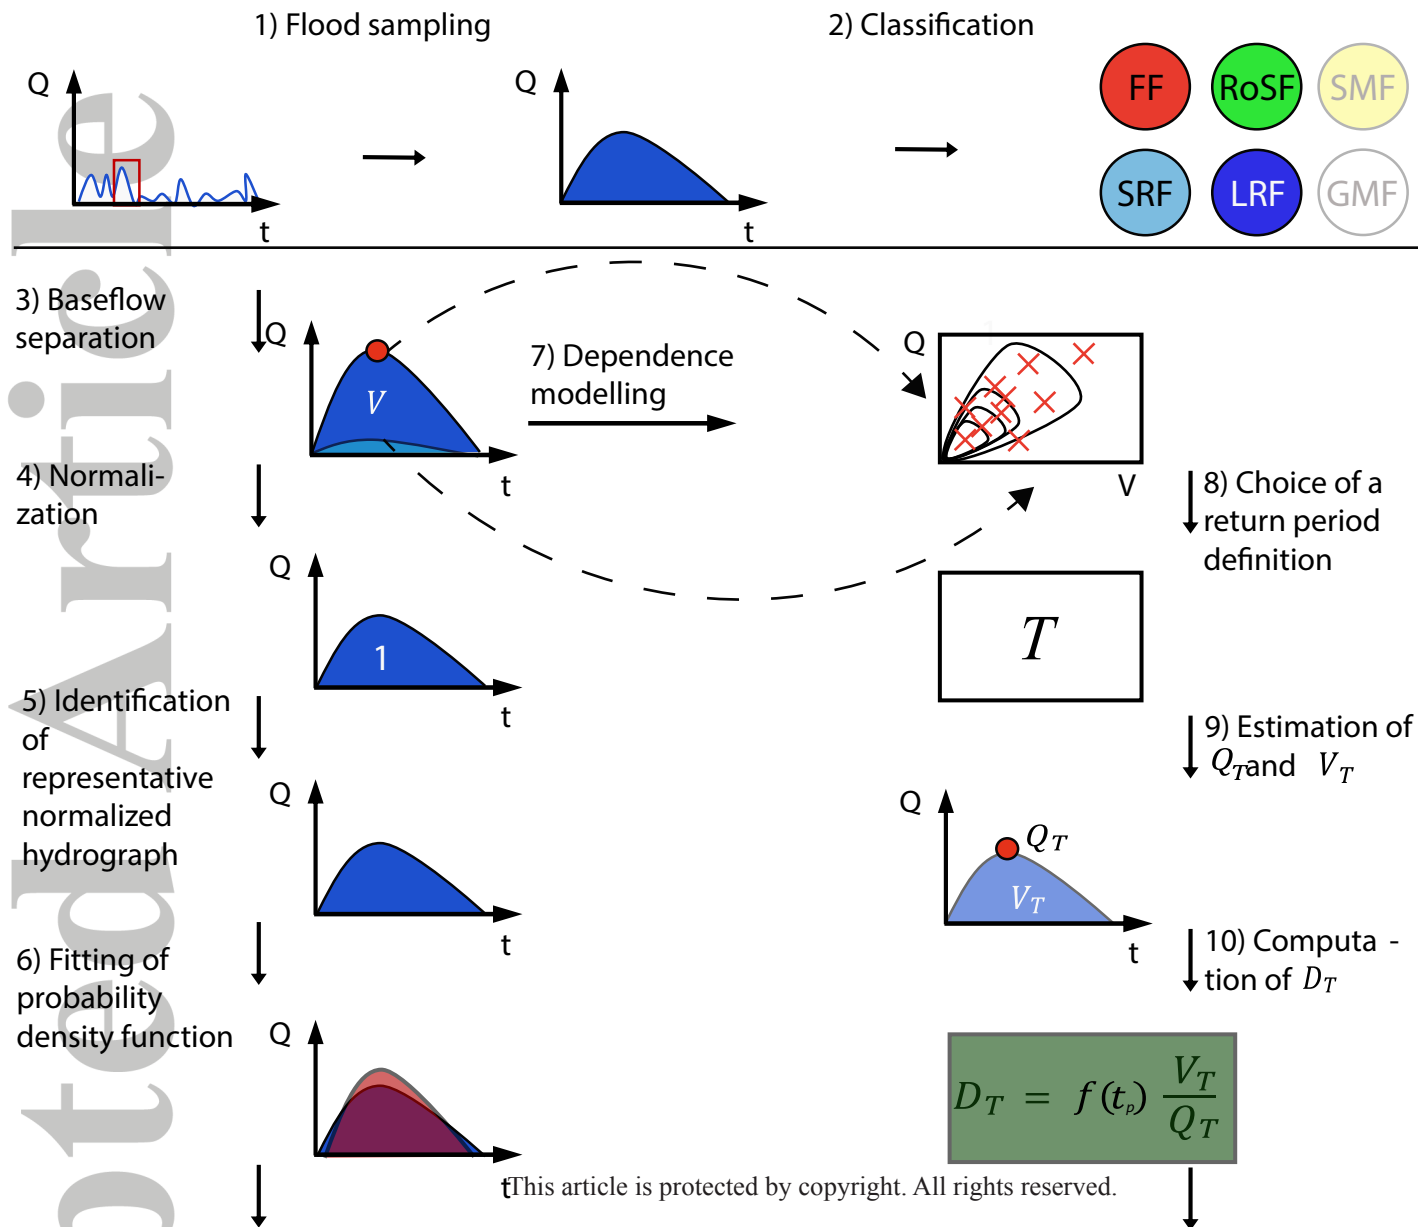 1) Flood sampling
2) Classification
Q
t
Q
t
FF
RoSF
SMF
SRF
LRF
GMF
3) Baseflow
separation
Q
V
t
7) Dependence
modelling
Q
V
4) Normali-
zation
8) Choice of a
return period
definition
Q
1
t
T
5) Identification
of
representative
normalized
hydrograph
Q
t
9) Estimation of
Q_T and V_T
Q
Q_T
V_T
t
6) Fitting of
probability
density function
Q
t
10) Computa -
tion of D_T
D_T = f(t_p) V_T / Q_T
This article is protected by copyright. All rights reserved.
oted Article